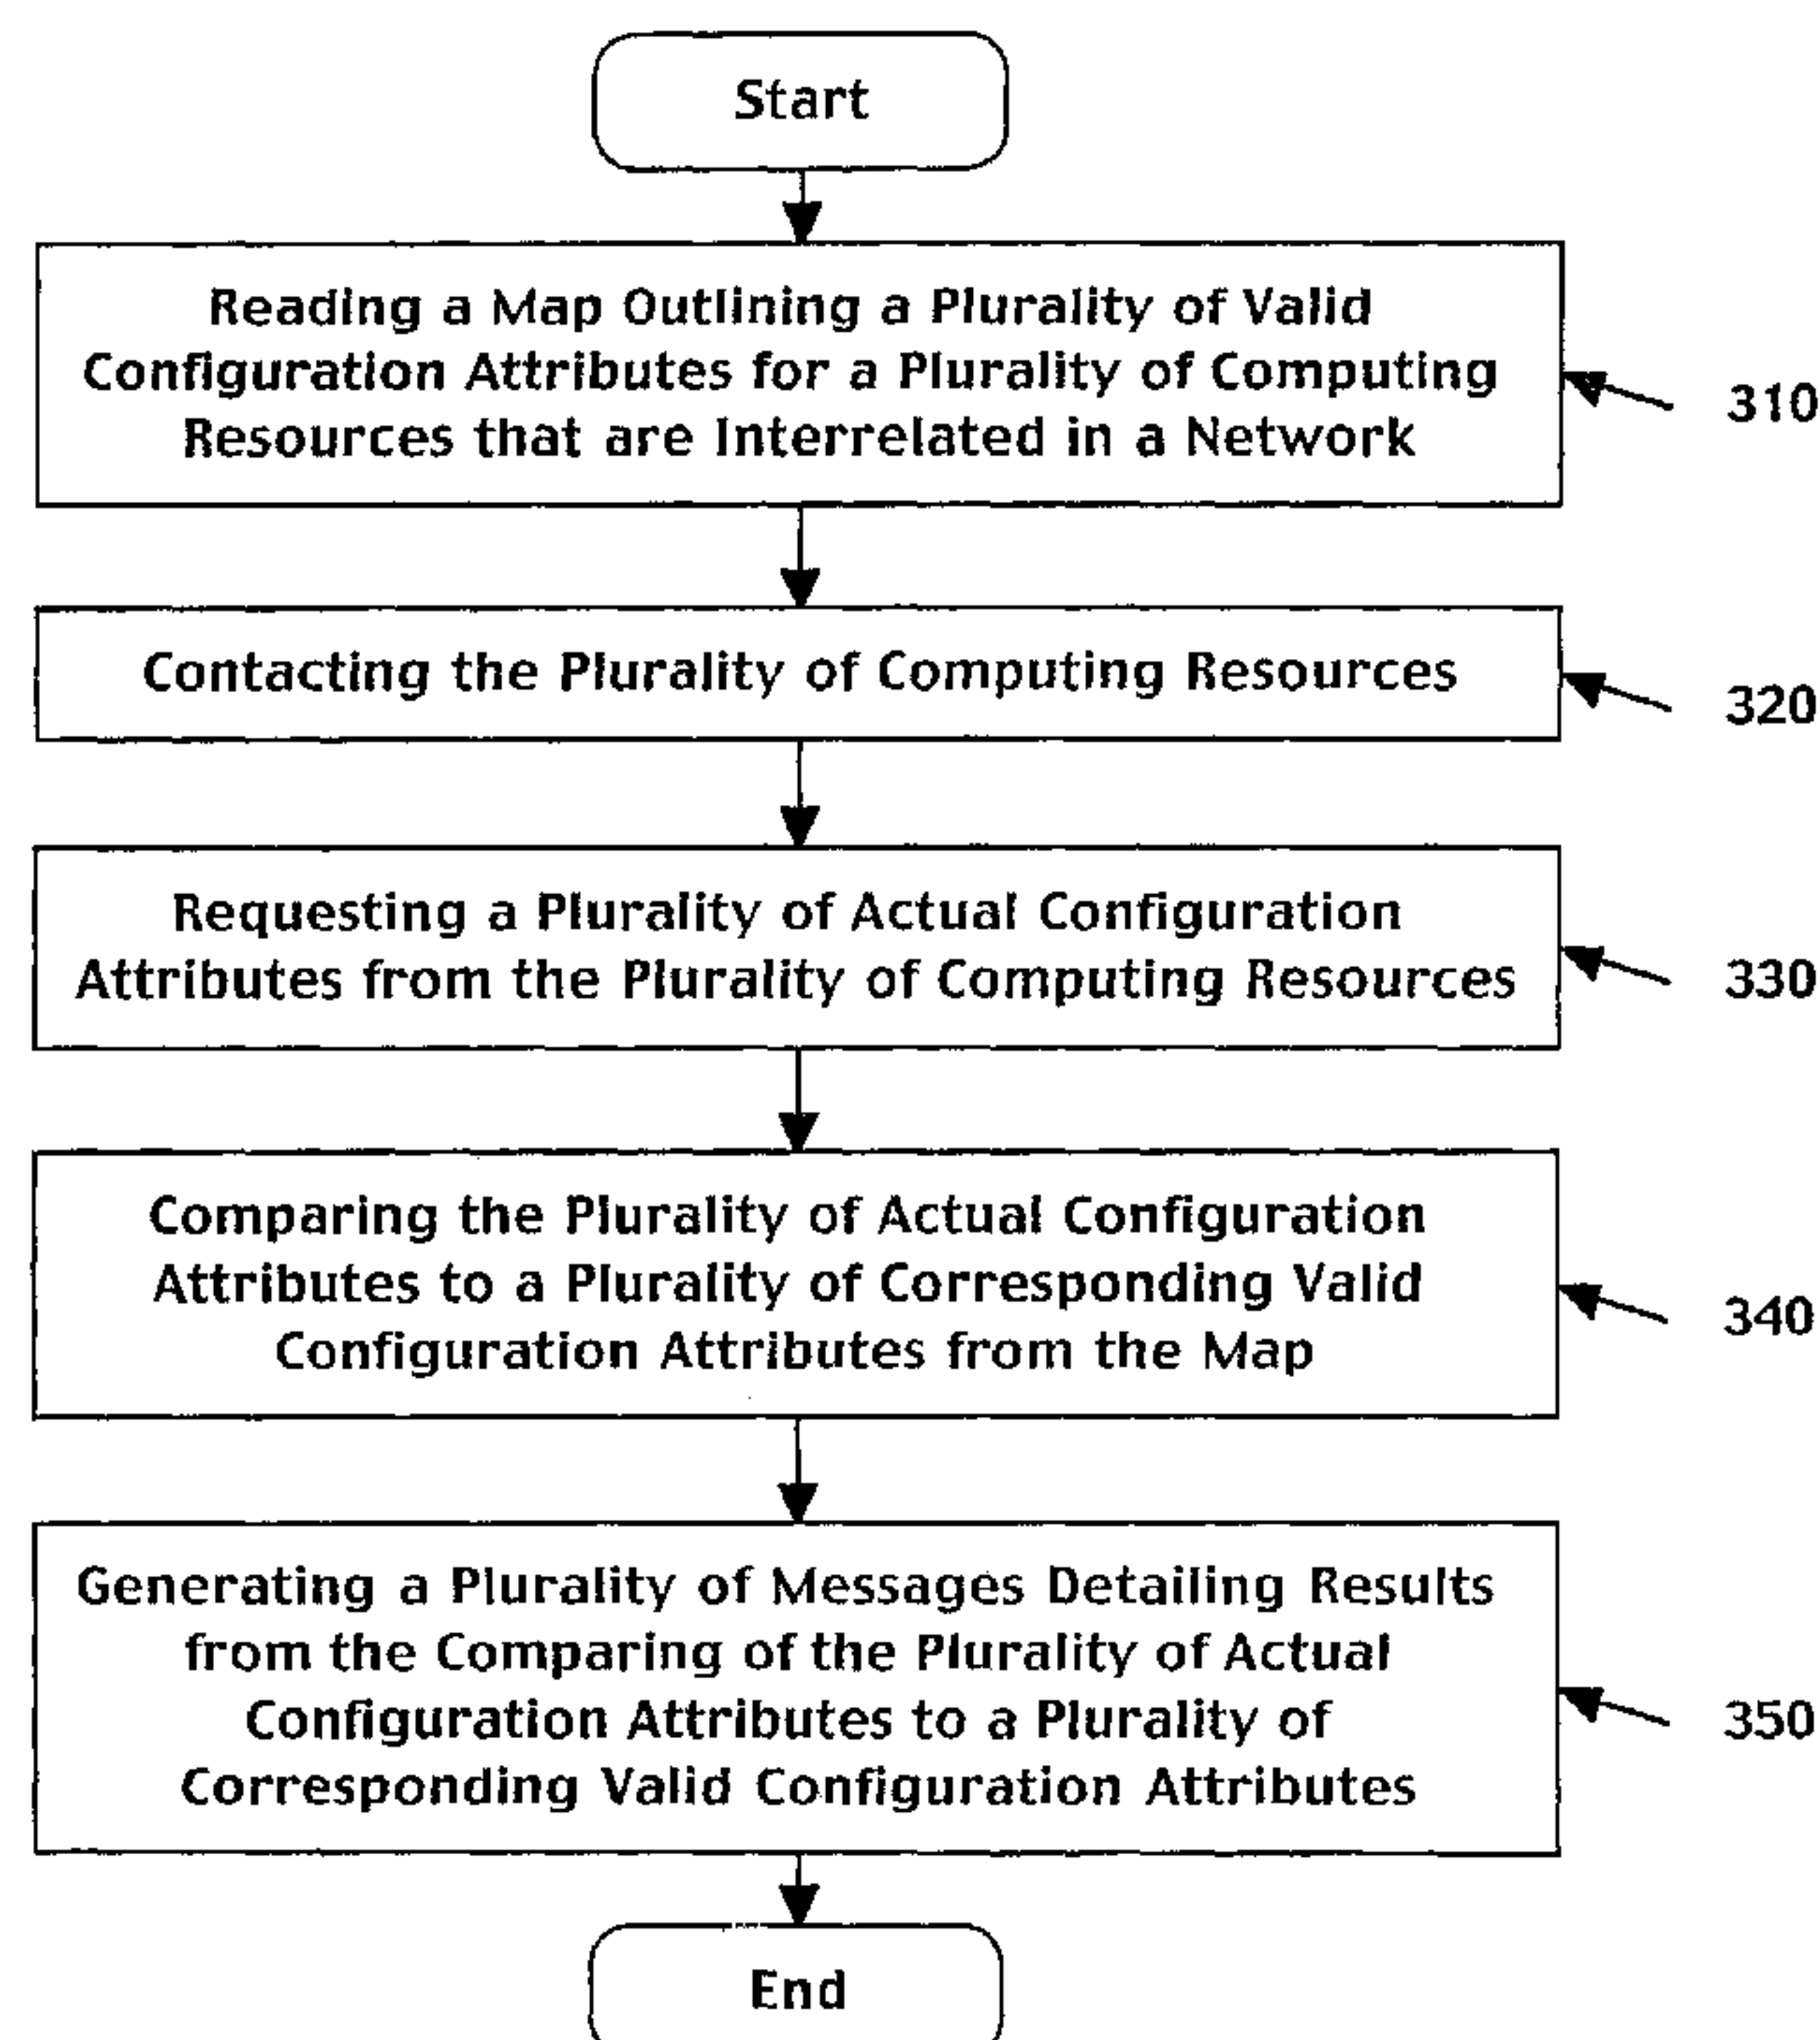 Start
Reading a Map Outlining a Plurality of Valid
Configuration Attributes for a Plurality of Computing
Resources that are Interrelated in a Network
310
Contacting the Plurality of Computing Resources
320
Requesting a Plurality of Actual Configuration
Attributes from the Plurality of Computing Resources
330
Comparing the Plurality of Actual Configuration
Attributes to a Plurality of Corresponding Valid
Configuration Attributes from the Map
340
Generating a Plurality of Messages Detailing Results
from the Comparing of the Plurality of Actual
Configuration Attributes to a Plurality of
Corresponding Valid Configuration Attributes
350
End